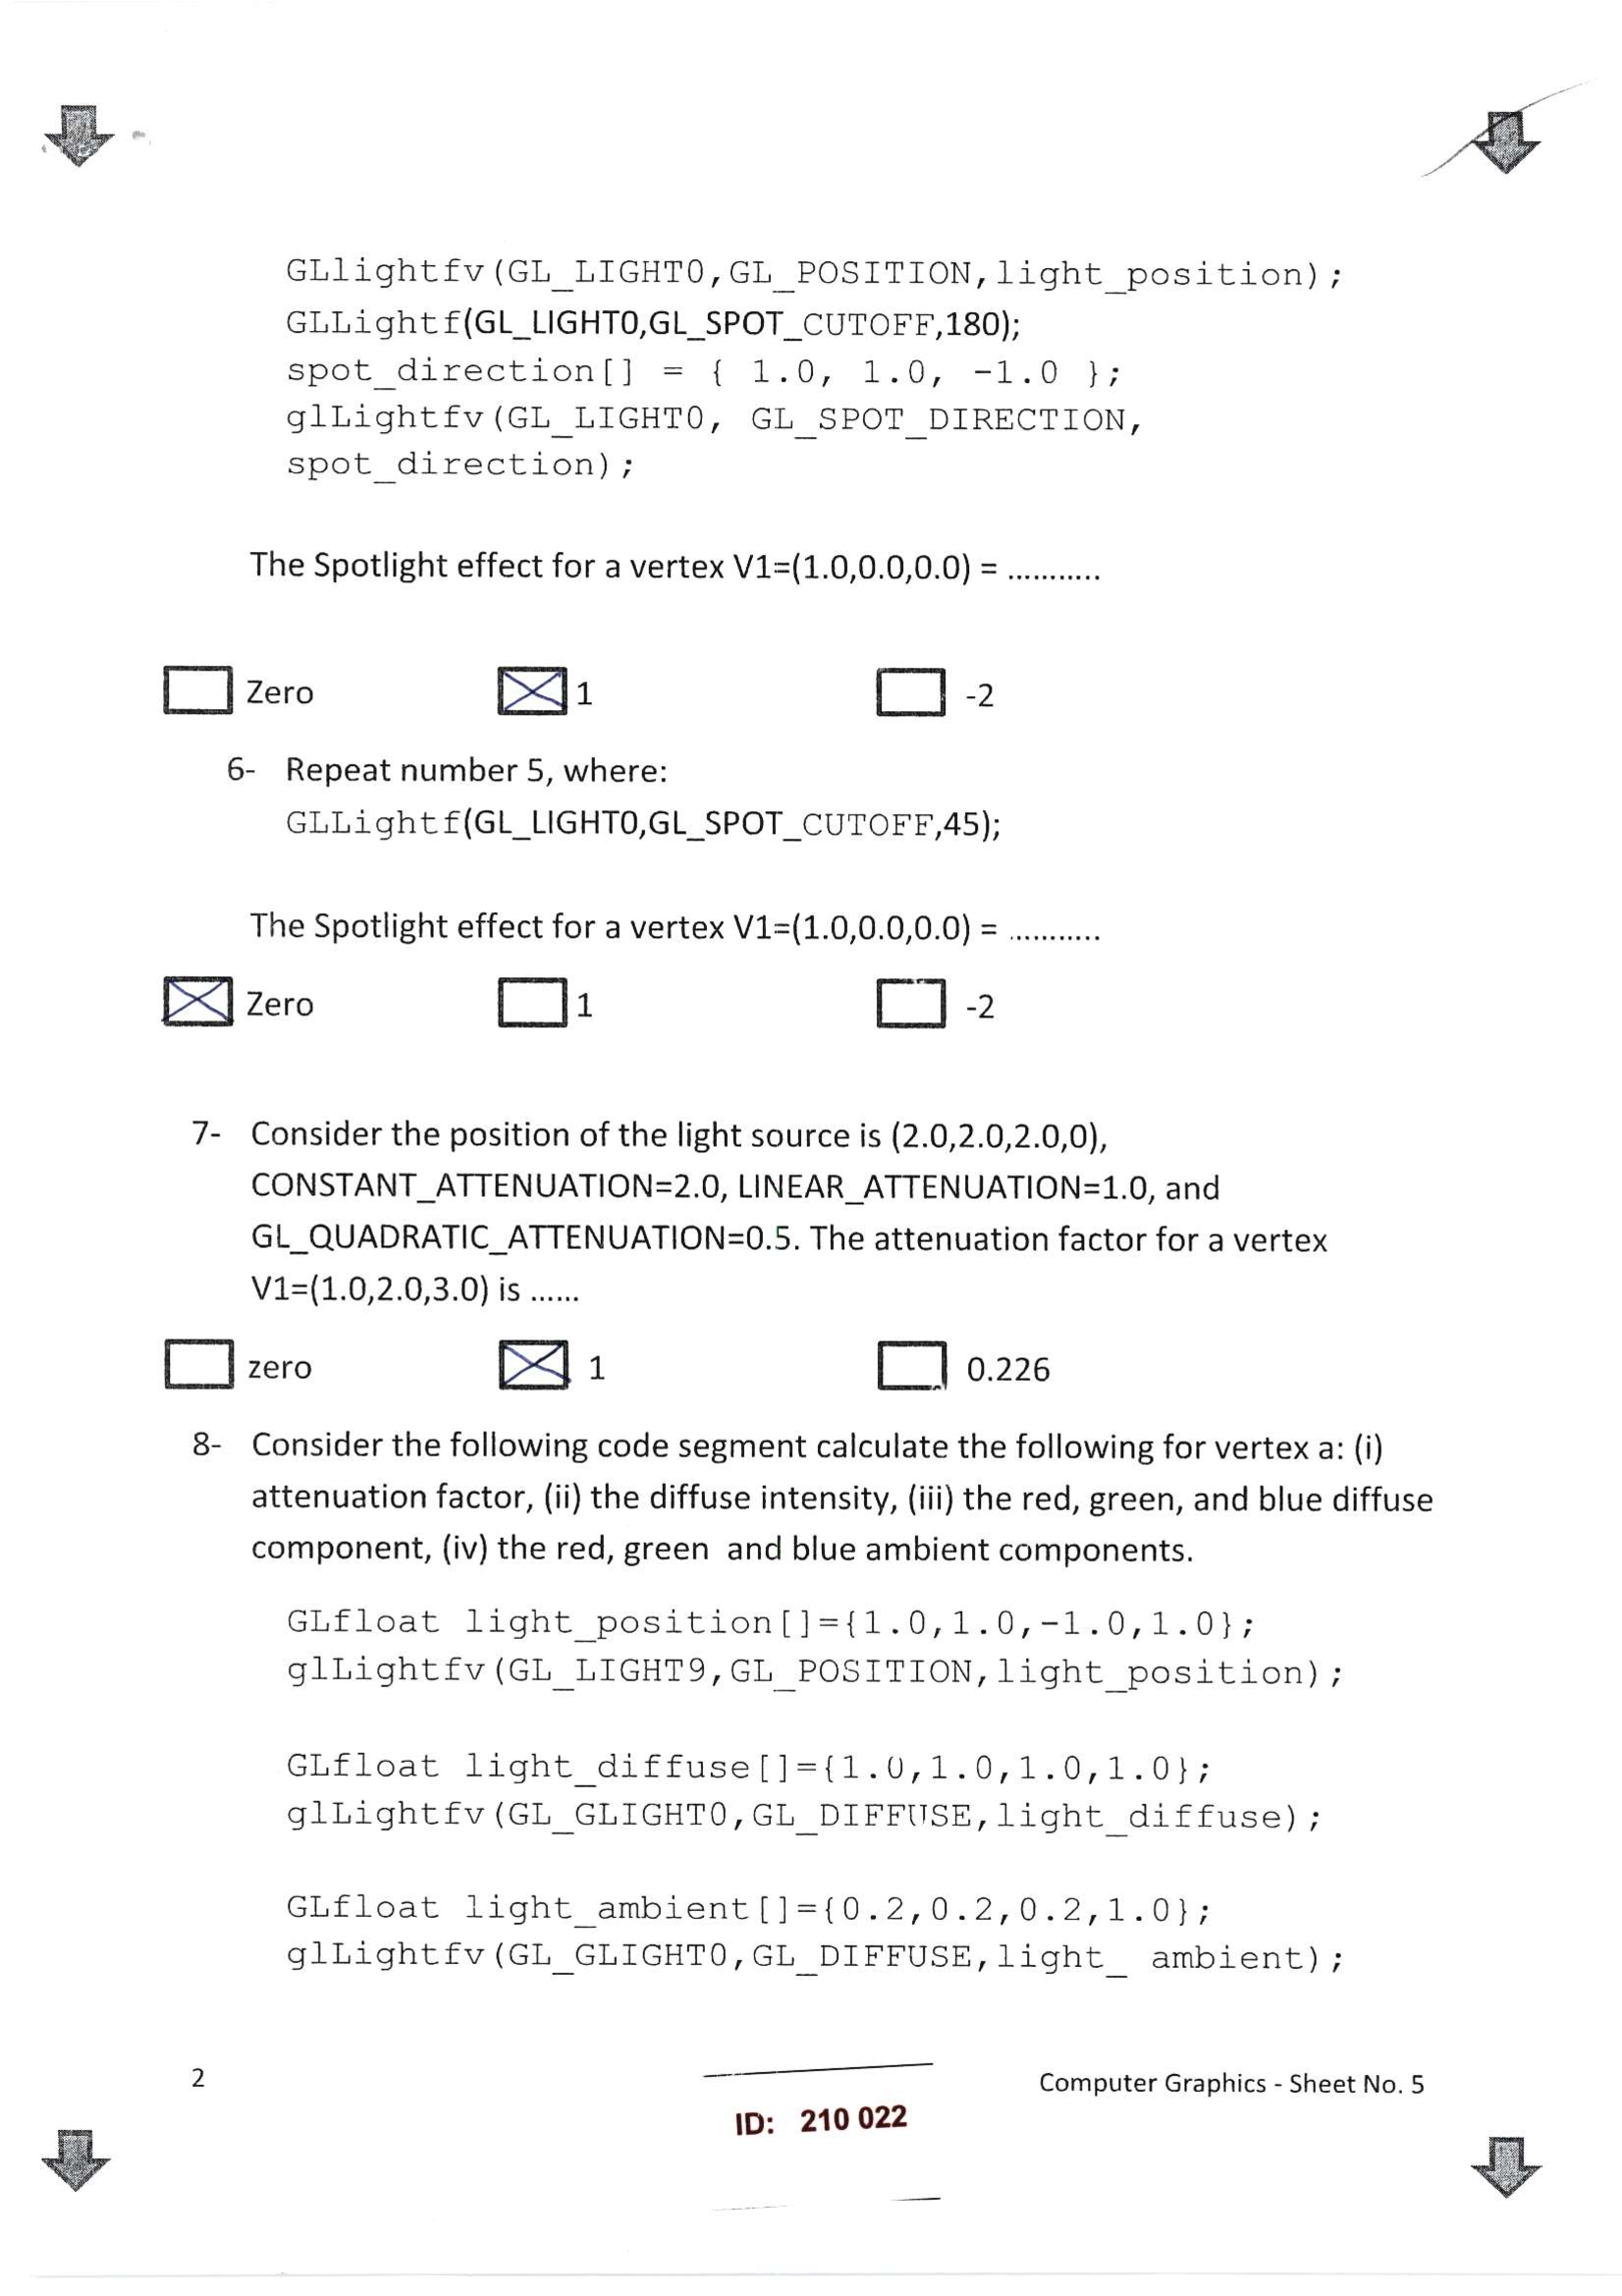 GLlightfv(GL_LIGHT0,GL_POSITION,light_position);
GLLightf(GL_LIGHT0,GL_SPOT_CUTOFF,180);
spot_direction[] = { 1.0, 1.0, -1.0 };
glLightfv(GL_LIGHT0, GL_SPOT_DIRECTION,
spot_direction);
The Spotlight effect for a vertex V1=(1.0,0.0,0.0) = ...........
Zero 1 -2
6- Repeat number 5, where:
GLLightf(GL_LIGHT0,GL_SPOT_CUTOFF,45);
The Spotlight effect for a vertex V1=(1.0,0.0,0.0) = ...........
Zero 1 -2
7- Consider the position of the light source is (2.0,2.0,2.0,0),
CONSTANT_ATTENUATION=2.0, LINEAR_ATTENUATION=1.0, and
GL_QUADRATIC_ATTENUATION=0.5. The attenuation factor for a vertex
V1=(1.0,2.0,3.0) is ......
zero 1 0.226
8- Consider the following code segment calculate the following for vertex a: (i)
attenuation factor, (ii) the diffuse intensity, (iii) the red, green, and blue diffuse
component, (iv) the red, green and blue ambient components.
GLfloat light_position[]={1.0,1.0,-1.0,1.0};
glLightfv(GL_LIGHT9,GL_POSITION,light_position);
GLfloat light_diffuse[]={1.0,1.0,1.0,1.0};
glLightfv(GL_GLIGHT0,GL_DIFFUSE,light_diffuse);
GLfloat light_ambient[]={0.2,0.2,0.2,1.0};
glLightfv(GL_GLIGHT0,GL_DIFFUSE,light_ ambient);
2 Computer Graphics - Sheet No. 5
ID: 210 022